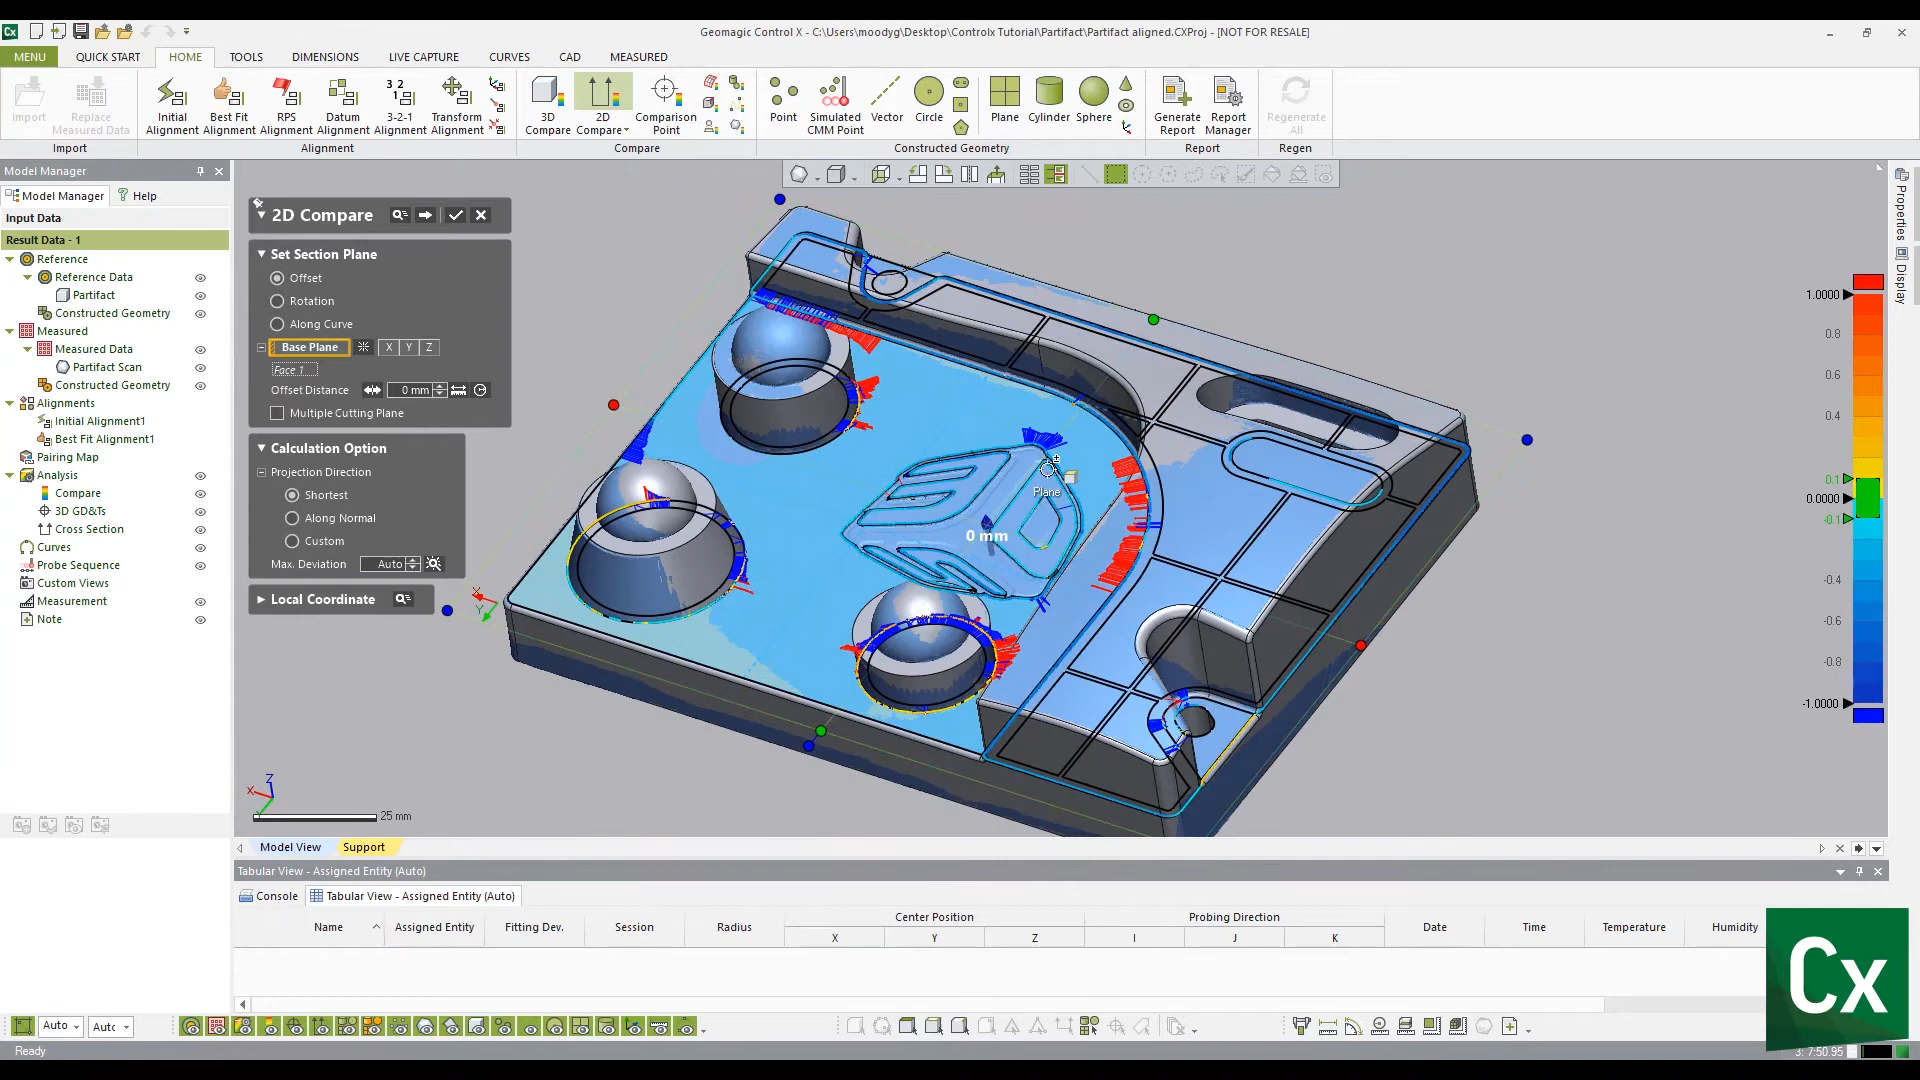 Geomagic Control X - C:\Users\moodyg\Desktop\Controlx Tutorial\Partifact\Partifact aligned.CXProj - [NOT FOR RESALE]
MENU QUICK START HOME TOOLS DIMENSIONS LIVE CAPTURE CURVES CAD MEASURED
Import
Replace Measured Data
Initial Alignment
Best Fit Alignment
RPS Alignment
Datum Alignment
3-2-1 Alignment
Transform Alignment
3D Compare
2D Compare
Comparison Point
Point
Simulated CMM Point
Vector
Circle
Plane
Cylinder
Sphere
Generate Report
Report Manager
Regenerate All
Import Alignment Compare Constructed Geometry Report Regen
Model Manager
Model Manager Help
Input Data
Result Data - 1
Reference
Reference Data
Partifact
Constructed Geometry
Measured
Measured Data
Partifact Scan
Constructed Geometry
Alignments
Initial Alignment1
Best Fit Alignment1
Pairing Map
Analysis
Compare
3D GD&Ts
Cross Section
Curves
Probe Sequence
Custom Views
Measurement
Note
2D Compare
Set Section Plane
Offset
Rotation
Along Curve
Base Plane X Y Z
Face 1
Offset Distance 0 mm
Multiple Cutting Plane
Calculation Option
Projection Direction
Shortest
Along Normal
Custom
Max. Deviation Auto
Local Coordinate
Plane
0 mm
X
Y
Z
X
25 mm
1.0000
0.8
0.6
0.4
0.1
0.0000
-0.1
-0.4
-0.6
-0.8
-1.0000
Properties
Display
Model View Support
Tabular View - Assigned Entity (Auto)
Console Tabular View - Assigned Entity (Auto)
Name Assigned Entity Fitting Dev. Session Radius Center Position Probing Direction Date Time Temperature Humidity
X Y Z I J K
Auto Auto
Ready
3: 7:50.95
Cx